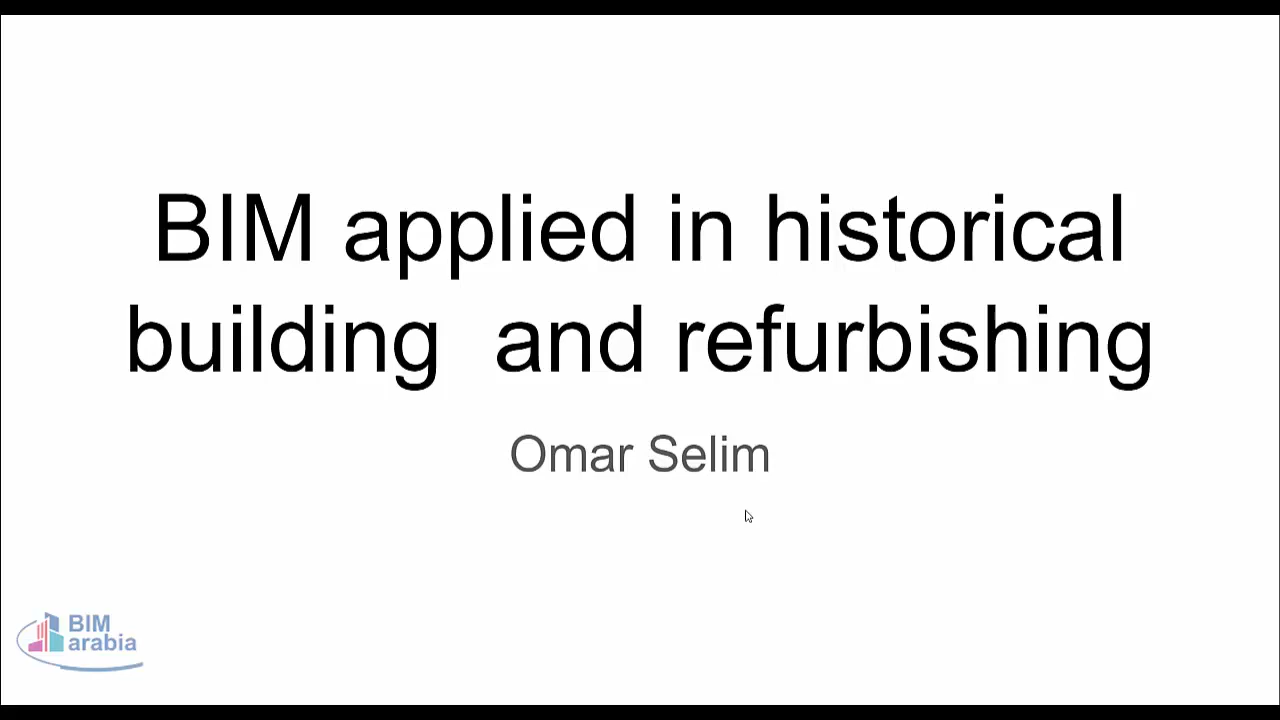 BIM applied in historical
building  and refurbishing
Omar Selim
BIM
arabia